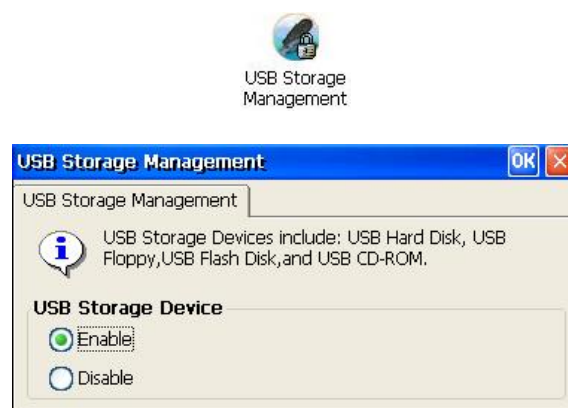 USB Storage
Management
USB Storage Management
OK
USB Storage Management
USB Storage Devices include: USB Hard Disk, USB
Floppy,USB Flash Disk,and USB CD-ROM.
USB Storage Device
Enable
Disable